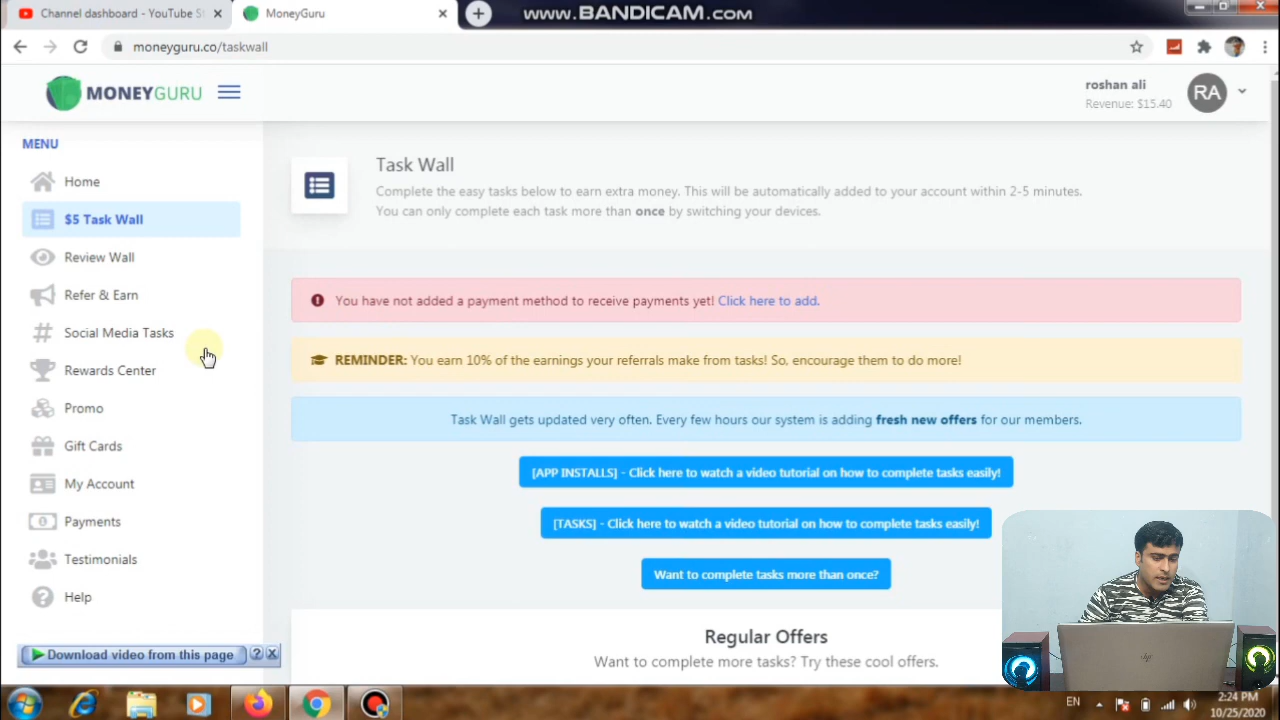 Channel dashboard - YouTube S
MoneyGuru
www.BANDICAM.com
moneyguru.co/taskwall
MONEYGURU
roshan ali
Revenue: $15.40
RA
MENU
Home
$5 Task Wall
Review Wall
Refer & Earn
Social Media Tasks
Rewards Center
Promo
Gift Cards
My Account
Payments
Testimonials
Help
Task Wall
Complete the easy tasks below to earn extra money. This will be automatically added to your account within 2-5 minutes.
You can only complete each task more than once by switching your devices.
You have not added a payment method to receive payments yet! Click here to add.
REMINDER: You earn 10% of the earnings your referrals make from tasks! So, encourage them to do more!
Task Wall gets updated very often. Every few hours our system is adding fresh new offers for our members.
[APP INSTALLS] - Click here to watch a video tutorial on how to complete tasks easily!
[TASKS] - Click here to watch a video tutorial on how to complete tasks easily!
Want to complete tasks more than once?
Regular Offers
Want to complete more tasks? Try these cool offers.
Download video from this page
?
hp
EN
2:24 PM
10/25/2020